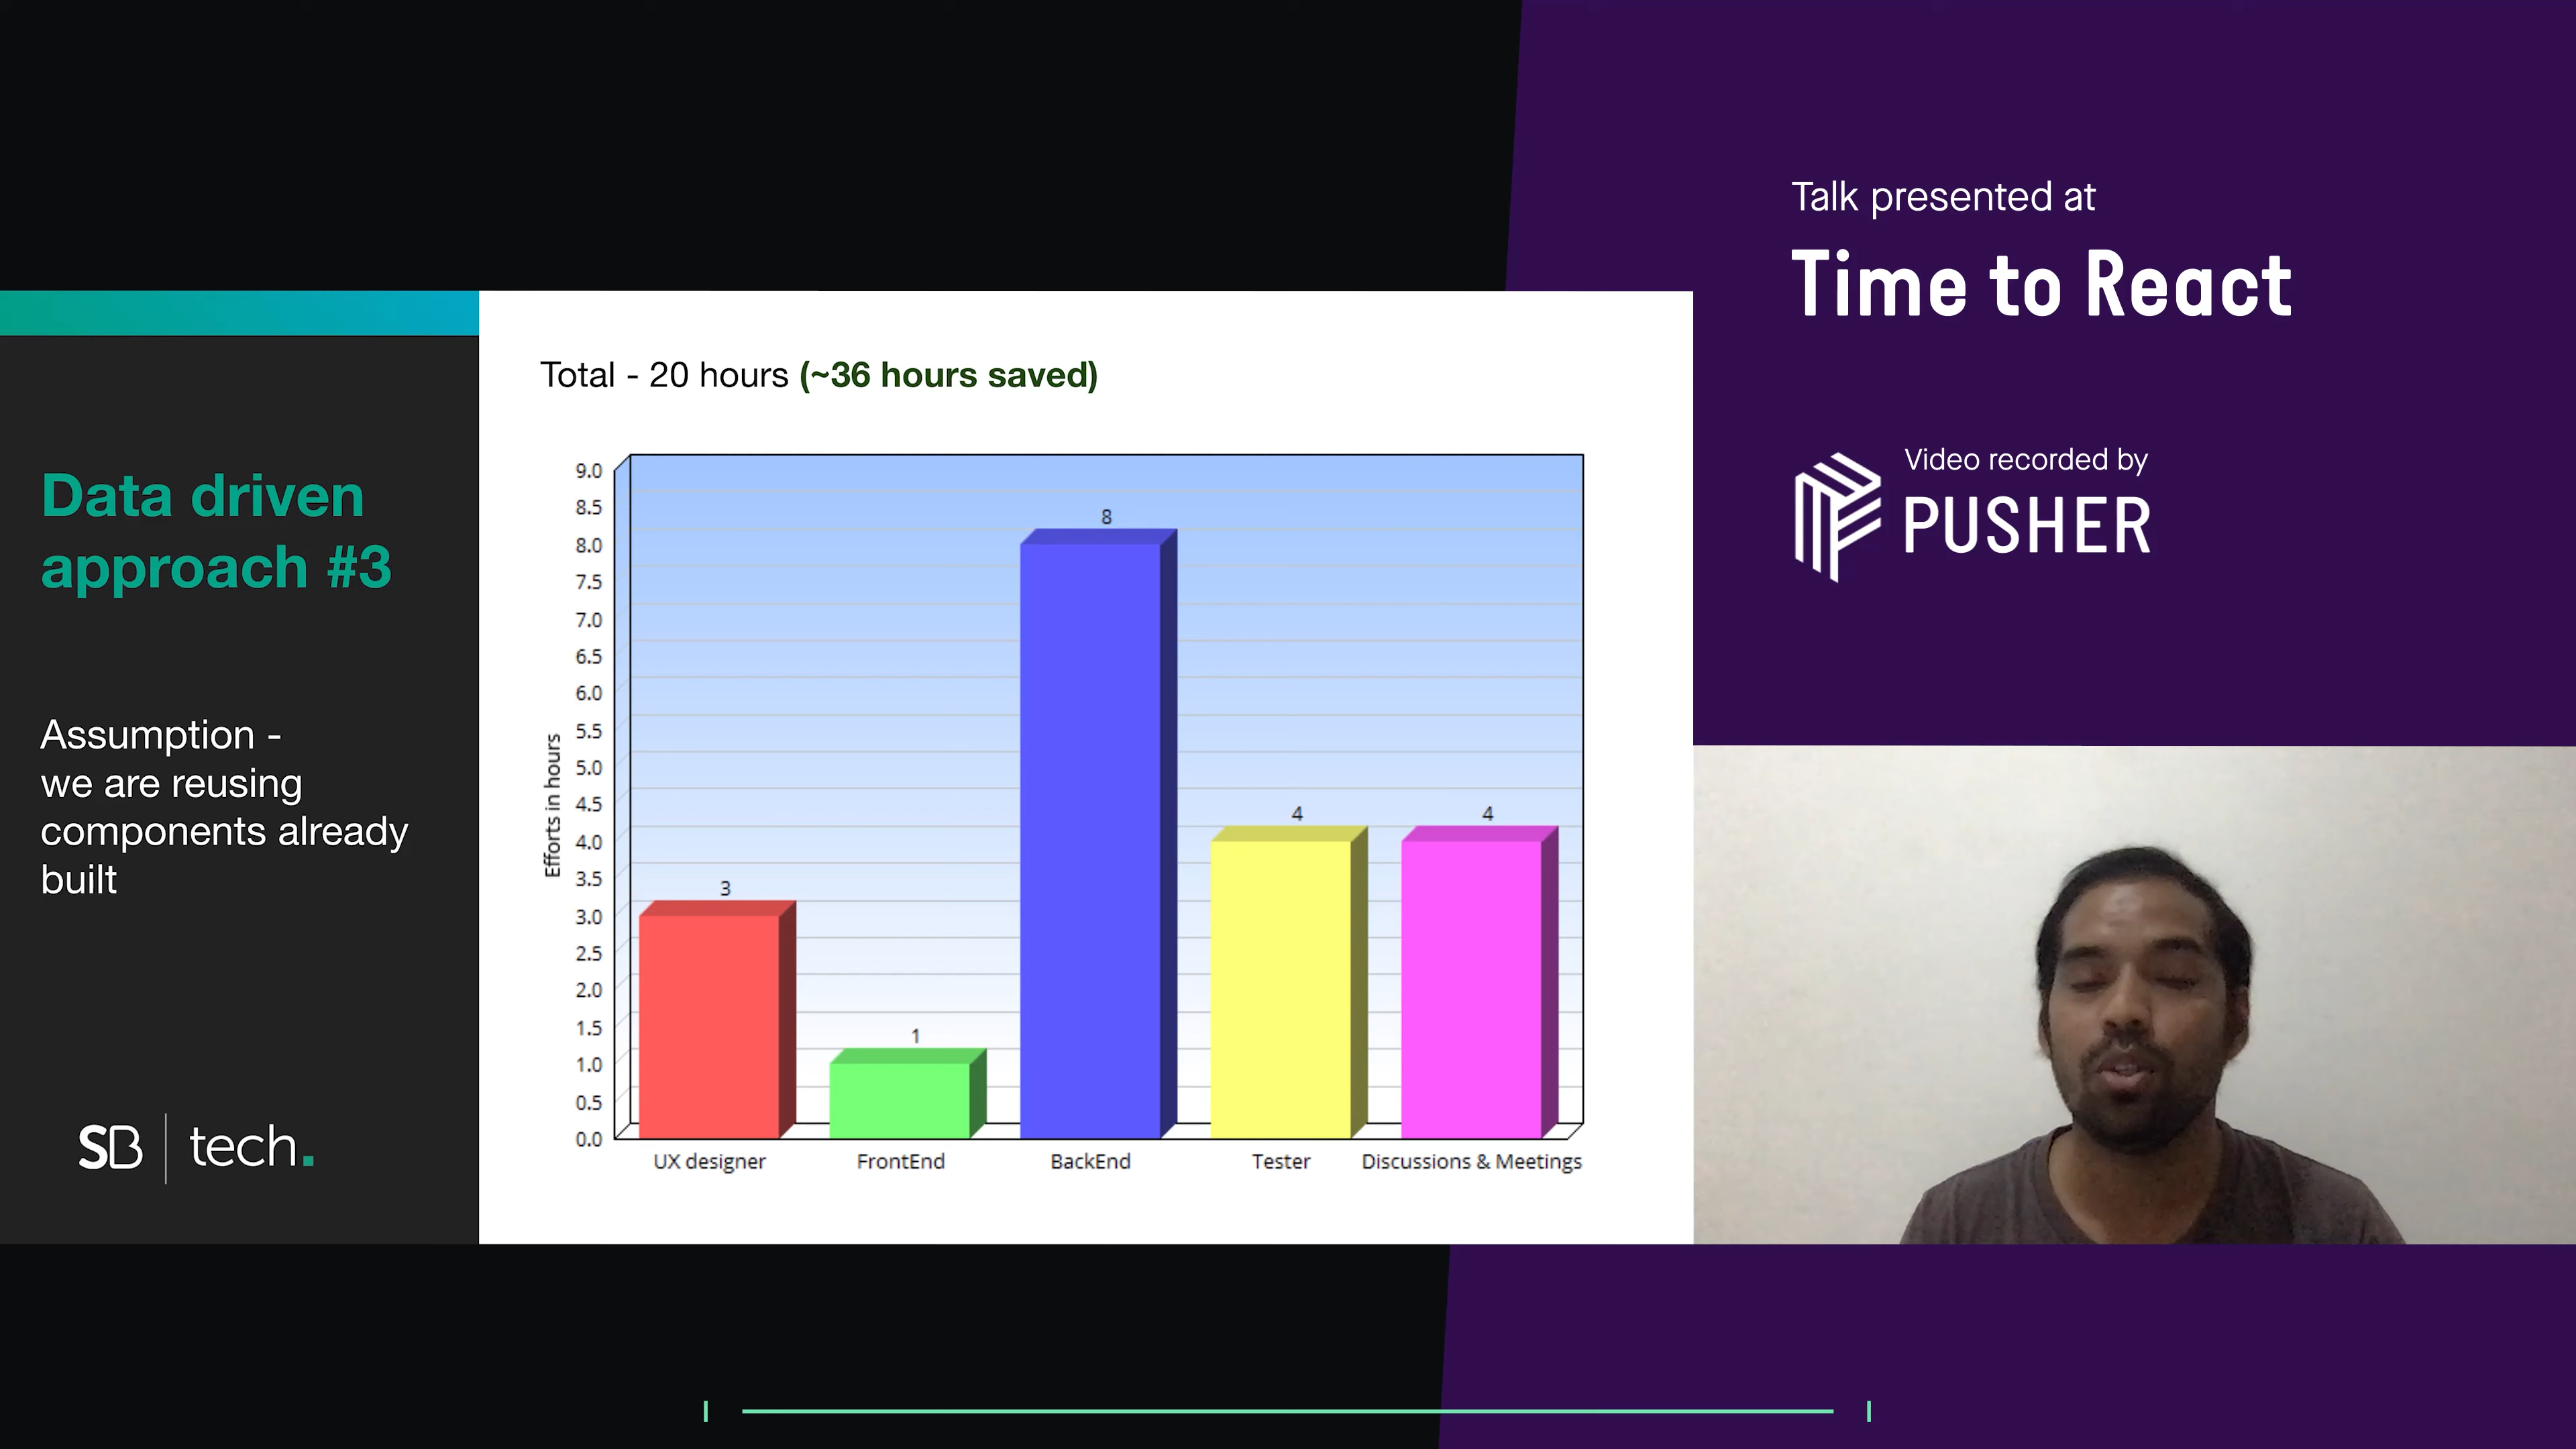 Talk presented at
Time to React
Video recorded by
PUSHER
Data driven
approach #3
Assumption -
we are reusing
components already
built
SB | tech.
Total - 20 hours (~36 hours saved)
Efforts in hours
9.0
8.5
8.0
7.5
7.0
6.5
6.0
5.5
5.0
4.5
4.0
3.5
3.0
2.5
2.0
1.5
1.0
0.5
0.0
3
1
8
4
4
UX designer
FrontEnd
BackEnd
Tester
Discussions & Meetings